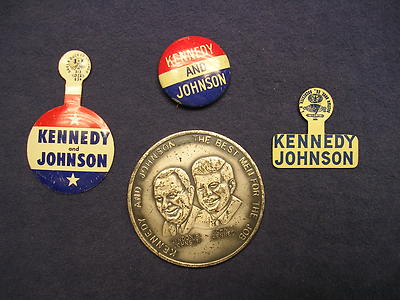 KENNEDY
AND
JOHNSON
KENNEDY
and
JOHNSON
KENNEDY
JOHNSON
KENNEDY AND JOHNSON THE BEST MEN FOR THE JOB